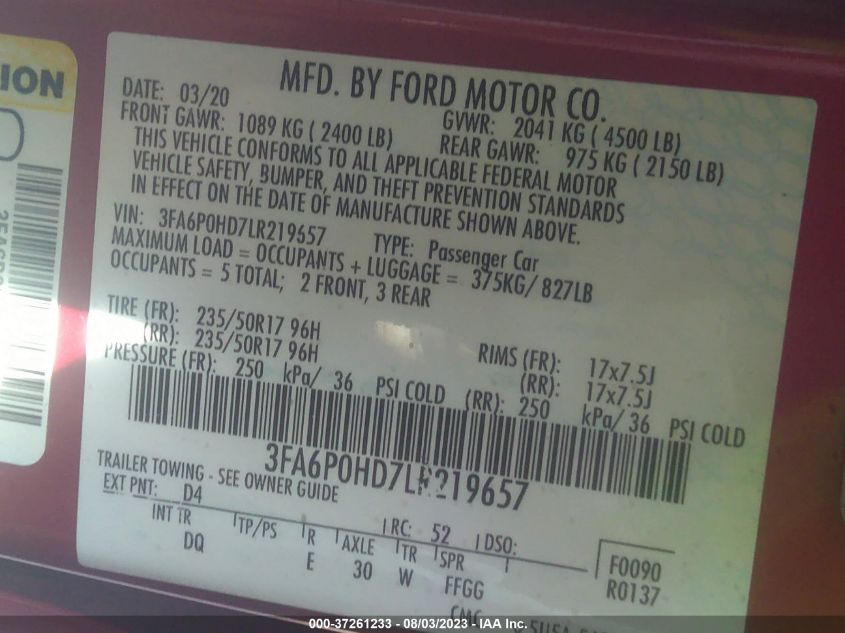 ION
MFD. BY FORD MOTOR CO.
DATE: 03/20
GVWR: 2041 KG ( 4500 LB)
FRONT GAWR: 1089 KG ( 2400 LB)
REAR GAWR: 975 KG ( 2150 LB)
THIS VEHICLE CONFORMS TO ALL APPLICABLE FEDERAL MOTOR
VEHICLE SAFETY, BUMPER, AND THEFT PREVENTION STANDARDS
IN EFFECT ON THE DATE OF MANUFACTURE SHOWN ABOVE.
VIN: 3FA6P0HD7LR219657 TYPE: Passenger Car
MAXIMUM LOAD = OCCUPANTS + LUGGAGE = 375KG/ 827LB
OCCUPANTS = 5 TOTAL; 2 FRONT, 3 REAR
TIRE (FR): 235/50R17 96H RIMS (FR): 17x7.5J
(RR): 235/50R17 96H (RR): 17x7.5J
PRESSURE (FR): 250 kPa/ 36 PSI COLD (RR): 250 kPa/ 36 PSI COLD
3FA6P0HD7LR219657
TRAILER TOWING - SEE OWNER GUIDE
EXT PNT: D4 RC: 52 DSO:
INT TR TP/PS R AXLE TR SPR F0090
DQ E 30 W FFGG R0137
000-37261233 - 08/03/2023 - IAA Inc.